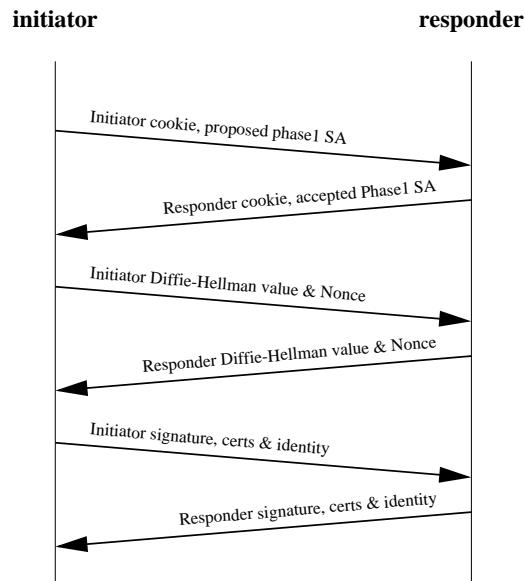 initiator responder
Initiator cookie, proposed phase1 SA
Responder cookie, accepted Phase1 SA
Initiator Diffie-Hellman value & Nonce
Responder Diffie-Hellman value & Nonce
Initiator signature, certs & identity
Responder signature, certs & identity